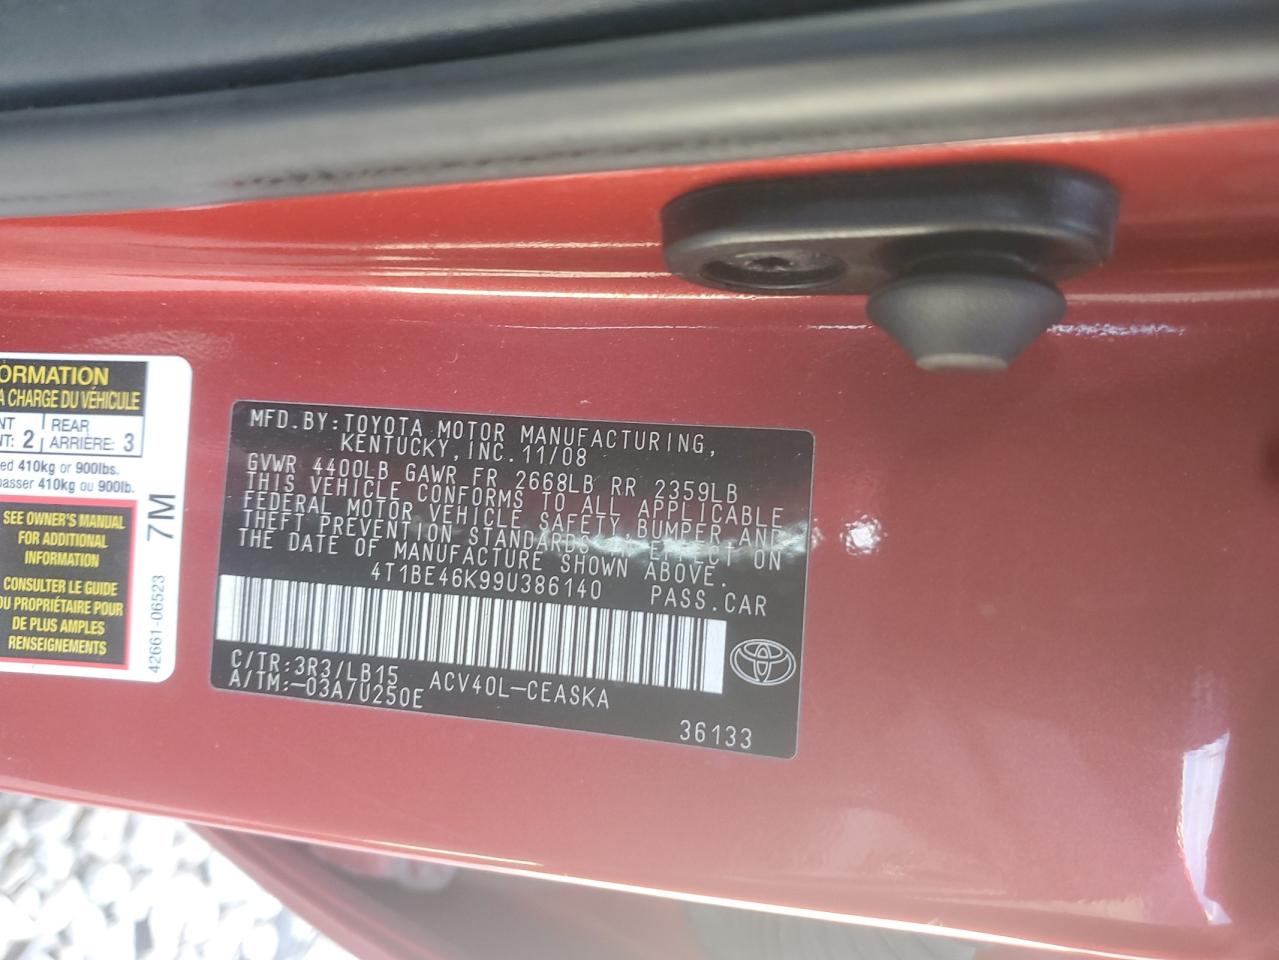 ORMATION
A CHARGE DU VÉHICULE
NT
NT: 2
REAR
ARRIÈRE: 3
ed 410kg or 900lbs.
passer 410kg ou 900lb.
SEE OWNER'S MANUAL
FOR ADDITIONAL
INFORMATION
CONSULTER LE GUIDE
DU PROPRIÉTAIRE POUR
DE PLUS AMPLES
RENSEIGNEMENTS
42661-06523 7M
MFD.BY:TOYOTA MOTOR MANUFACTURING,
KENTUCKY,INC.11/08
GVWR 4400LB GAWR FR 2668LB RR 2359LB
THIS VEHICLE CONFORMS TO ALL APPLICABLE
FEDERAL MOTOR VEHICLE SAFETY,BUMPER,AND
THEFT PREVENTION STANDARDS IN EFFECT ON
THE DATE OF MANUFACTURE SHOWN ABOVE.
4T1BE46K99U386140 PASS.CAR
C/TR:3R3/LB15 ACV40L-CEASKA
A/TM:-03A/U250E
36133